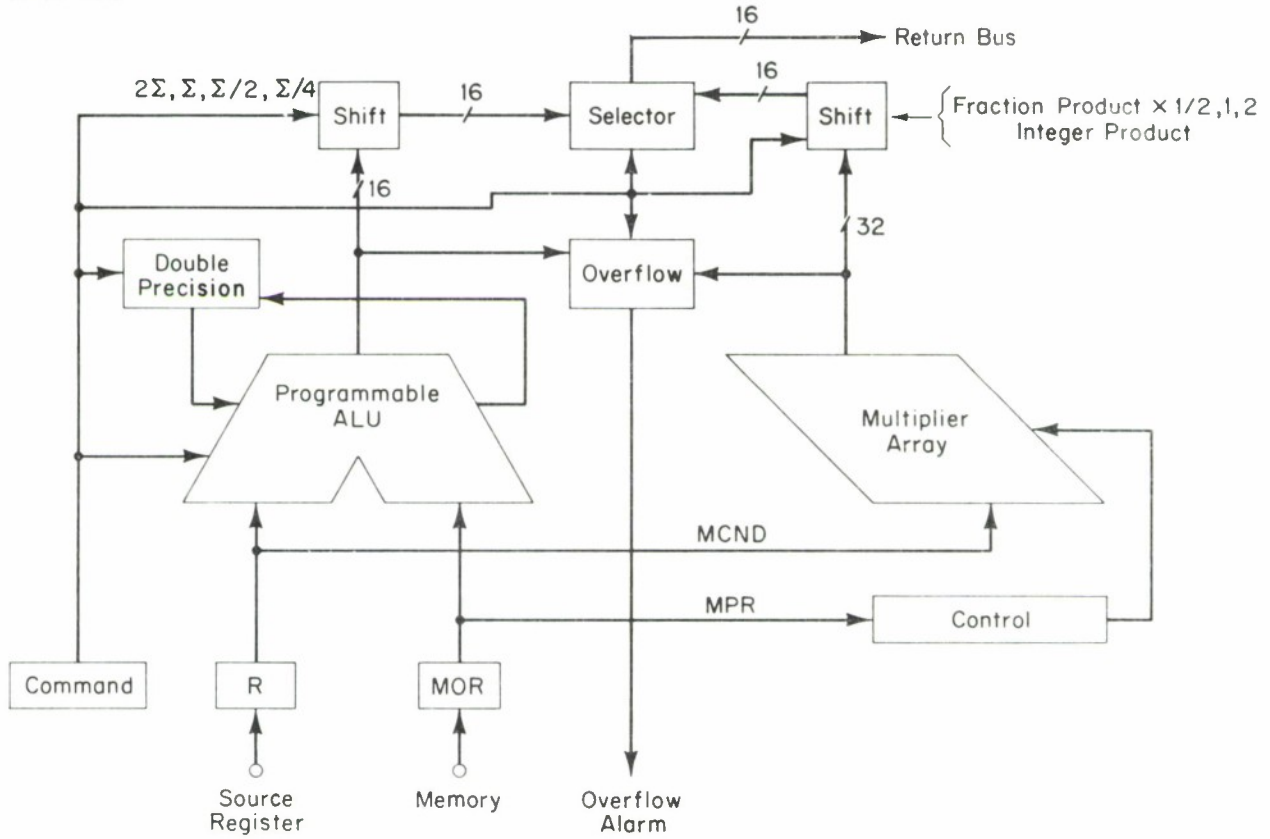 16
Return Bus
2Σ, Σ, Σ/2, Σ/4
16
16
Shift
Selector
Shift
Fraction Product × 1/2, 1, 2
Integer Product
16
32
Double
Precision
Overflow
Programmable
ALU
Multiplier
Array
MCND
MPR
Control
Command
R
MOR
Source
Register
Memory
Overflow
Alarm